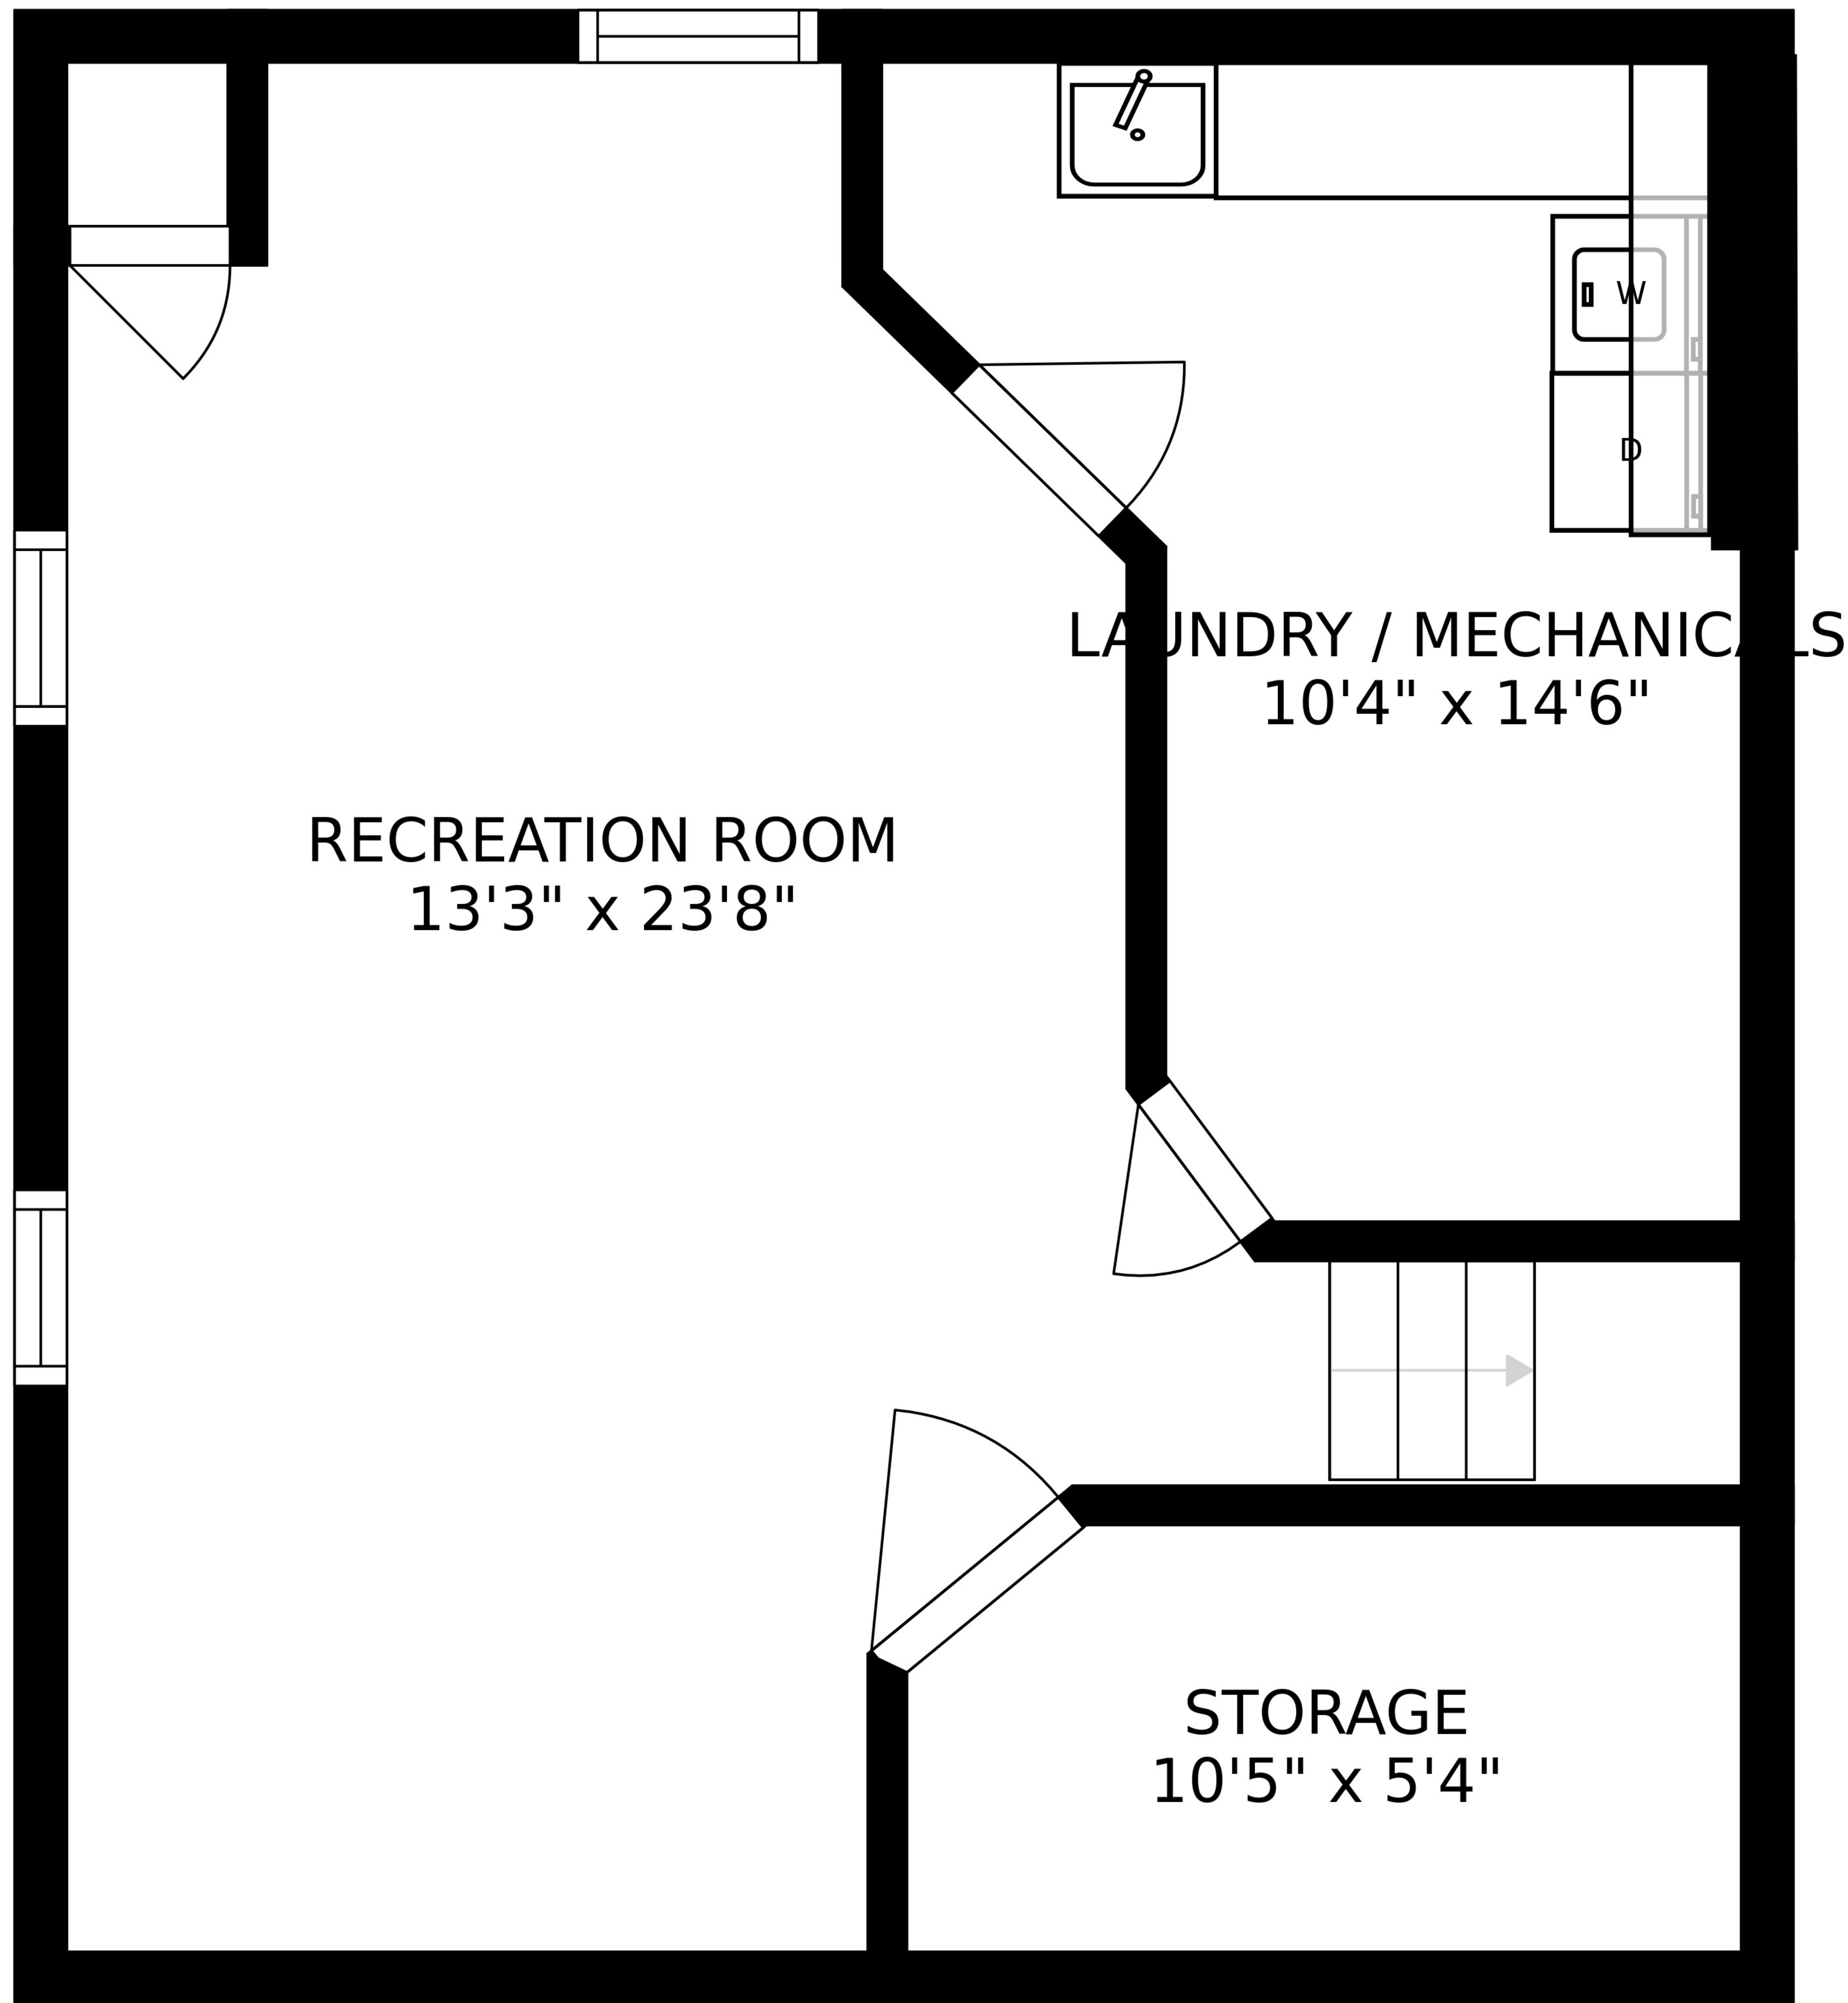 W
D
LAUNDRY / MECHANICALS
10'4" x 14'6"
RECREATION ROOM
13'3" x 23'8"
STORAGE
10'5" x 5'4"